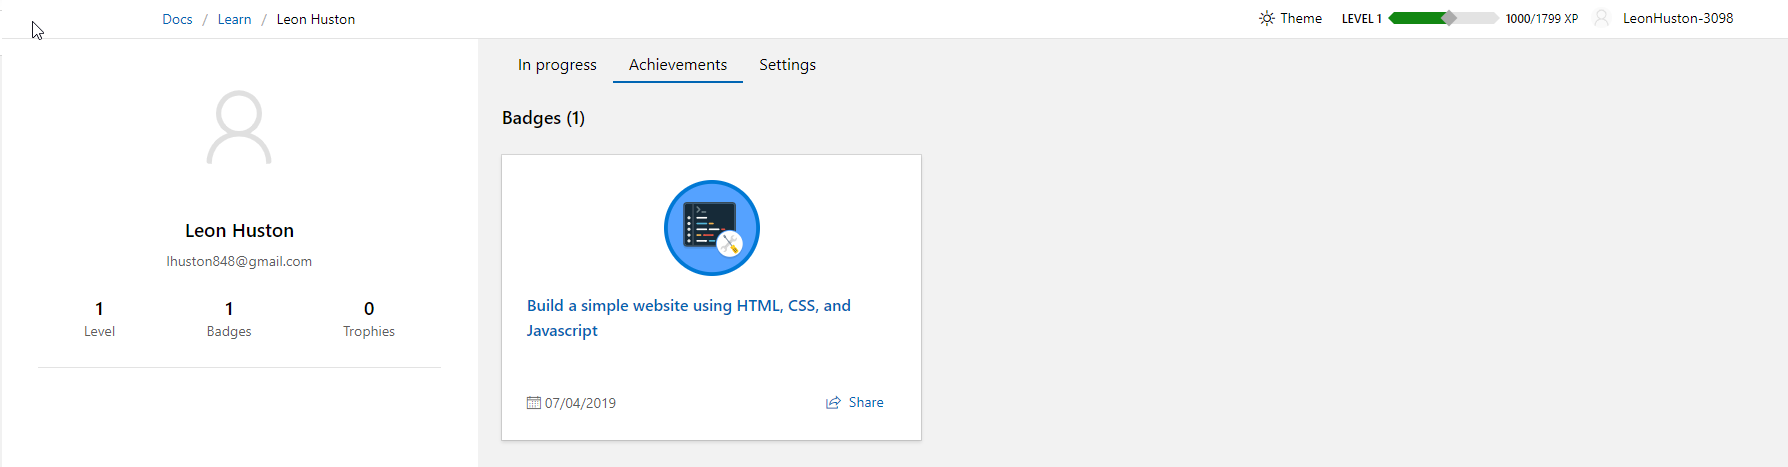 Docs / Learn / Leon Huston
Theme LEVEL 1 1000/1799 XP LeonHuston-3098
In progress Achievements Settings
Leon Huston
lhuston848@gmail.com
1 1 0
Level Badges Trophies
Badges (1)
Build a simple website using HTML, CSS, and
Javascript
07/04/2019 Share